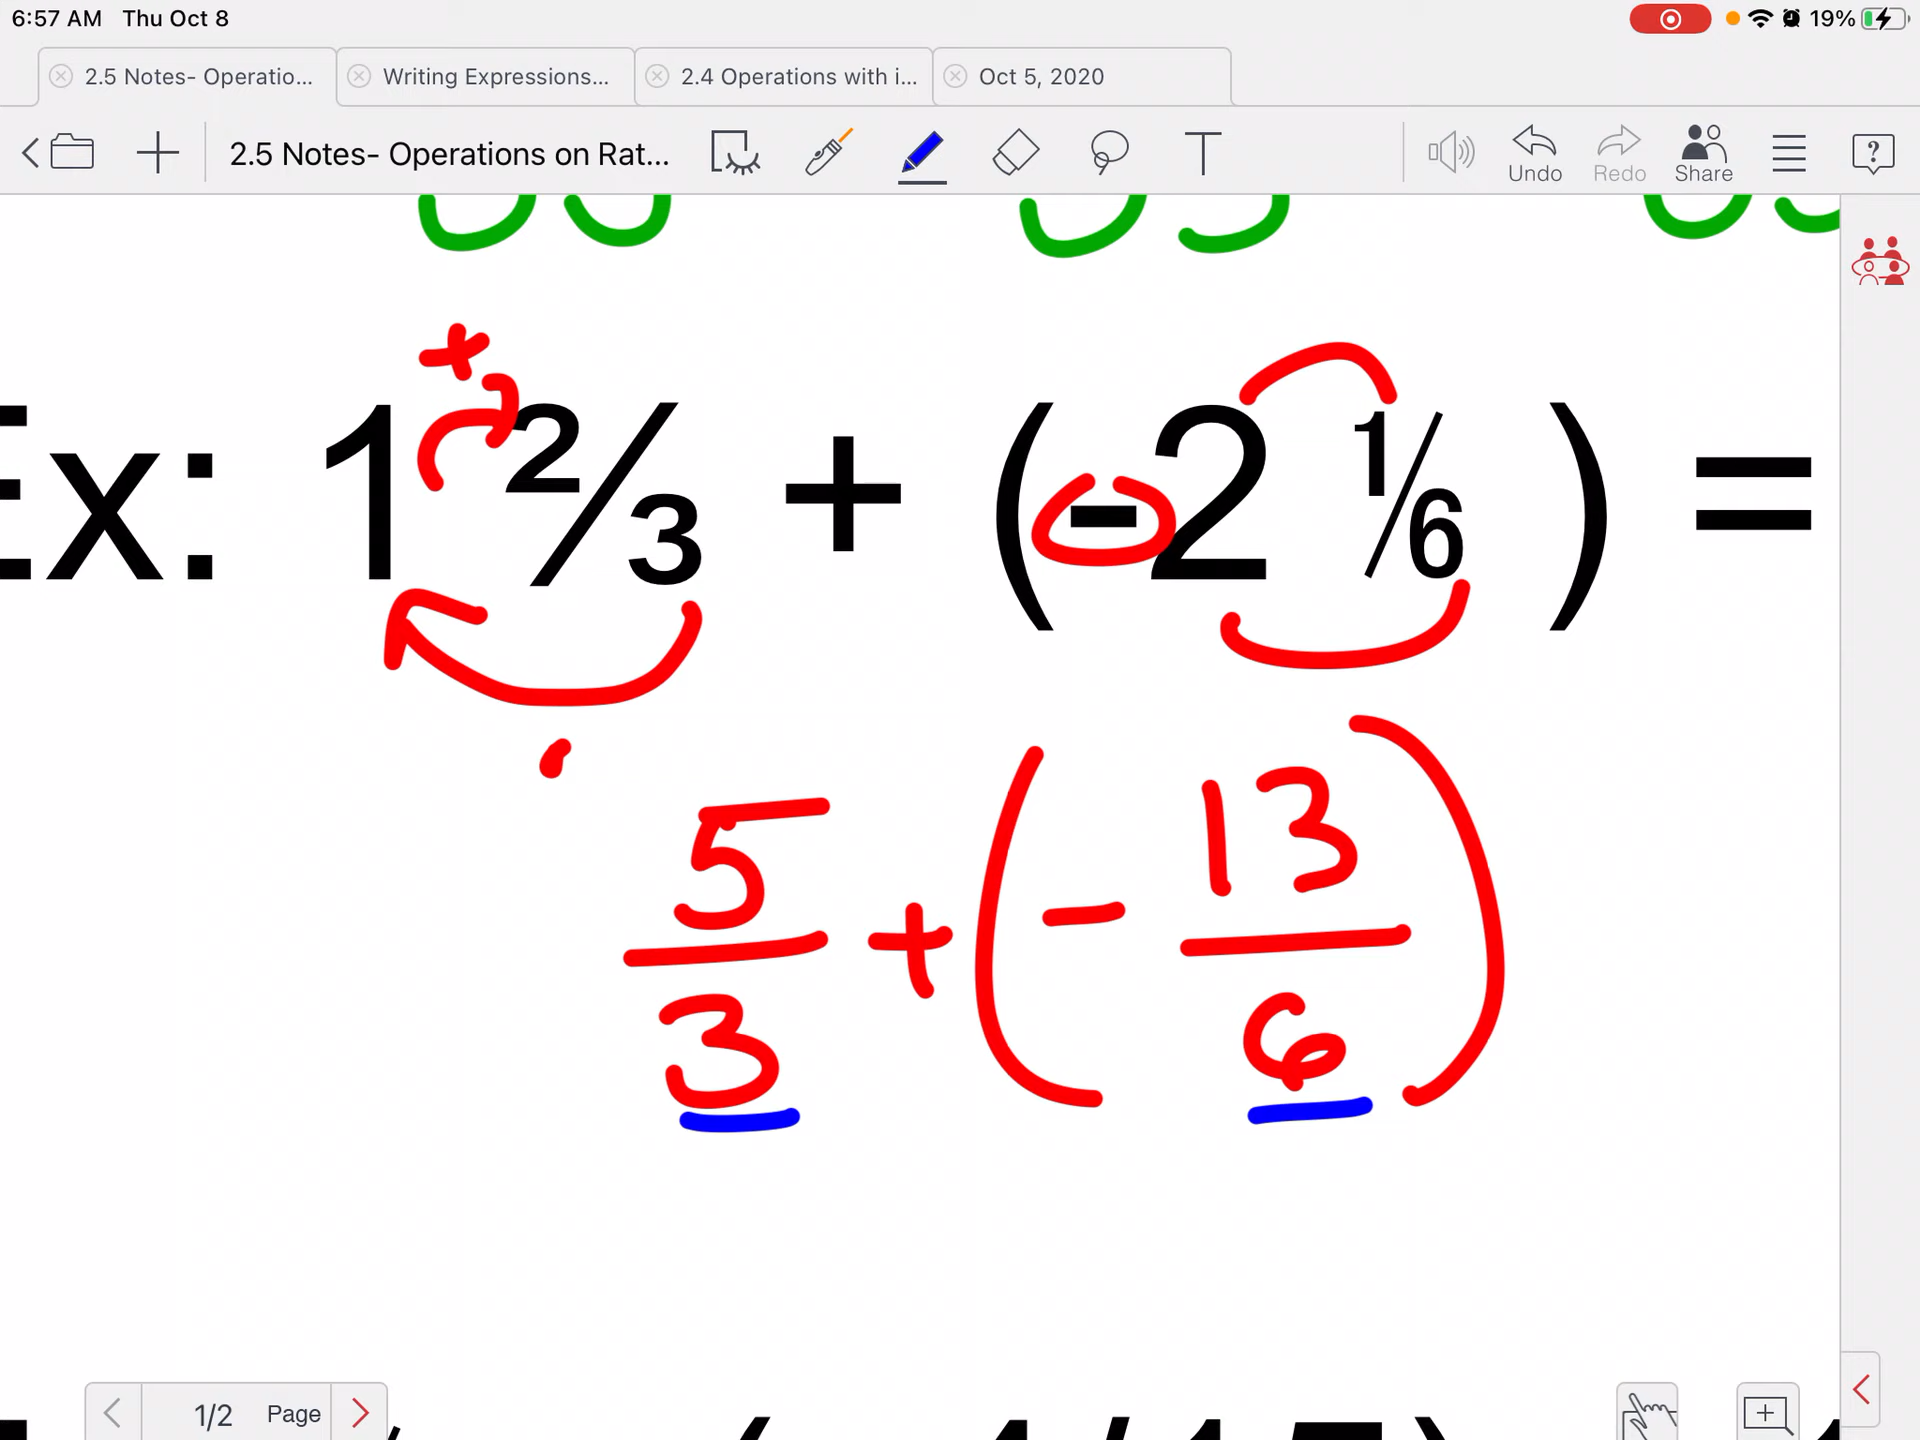 6:57 AM Thu Oct 8 19%
2.5 Notes- Operatio... Writing Expressions... 2.4 Operations with i... Oct 5, 2020
2.5 Notes- Operations on Rat... T Undo Redo Share ?
+
Ex: 1 ⅔ + (-2 ⅙ ) =
5/3 + (- 13/6)
1/2 Page